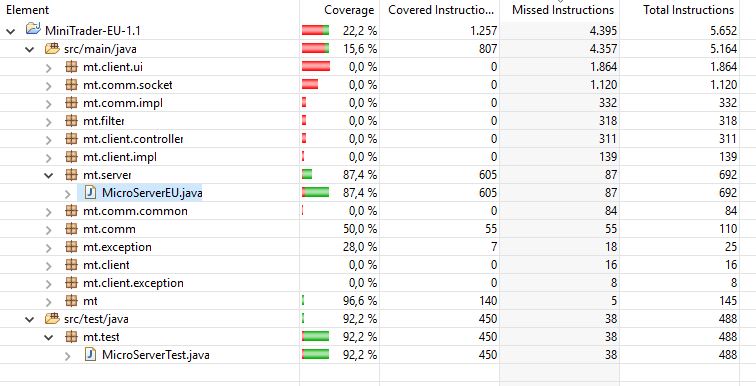 Element Coverage Covered Instructio... Missed Instructions Total Instructions
MiniTrader-EU-1.1 22,2 % 1.257 4.395 5.652
src/main/java 15,6 % 807 4.357 5.164
mt.client.ui 0,0 % 0 1.864 1.864
mt.comm.socket 0,0 % 0 1.120 1.120
mt.comm.impl 0,0 % 0 332 332
mt.filter 0,0 % 0 318 318
mt.client.controller 0,0 % 0 311 311
mt.client.impl 0,0 % 0 139 139
mt.server 87,4 % 605 87 692
MicroServerEU.java 87,4 % 605 87 692
mt.comm.common 0,0 % 0 84 84
mt.comm 50,0 % 55 55 110
mt.exception 28,0 % 7 18 25
mt.client 0,0 % 0 16 16
mt.client.exception 0,0 % 0 8 8
mt 96,6 % 140 5 145
src/test/java 92,2 % 450 38 488
mt.test 92,2 % 450 38 488
MicroServerTest.java 92,2 % 450 38 488